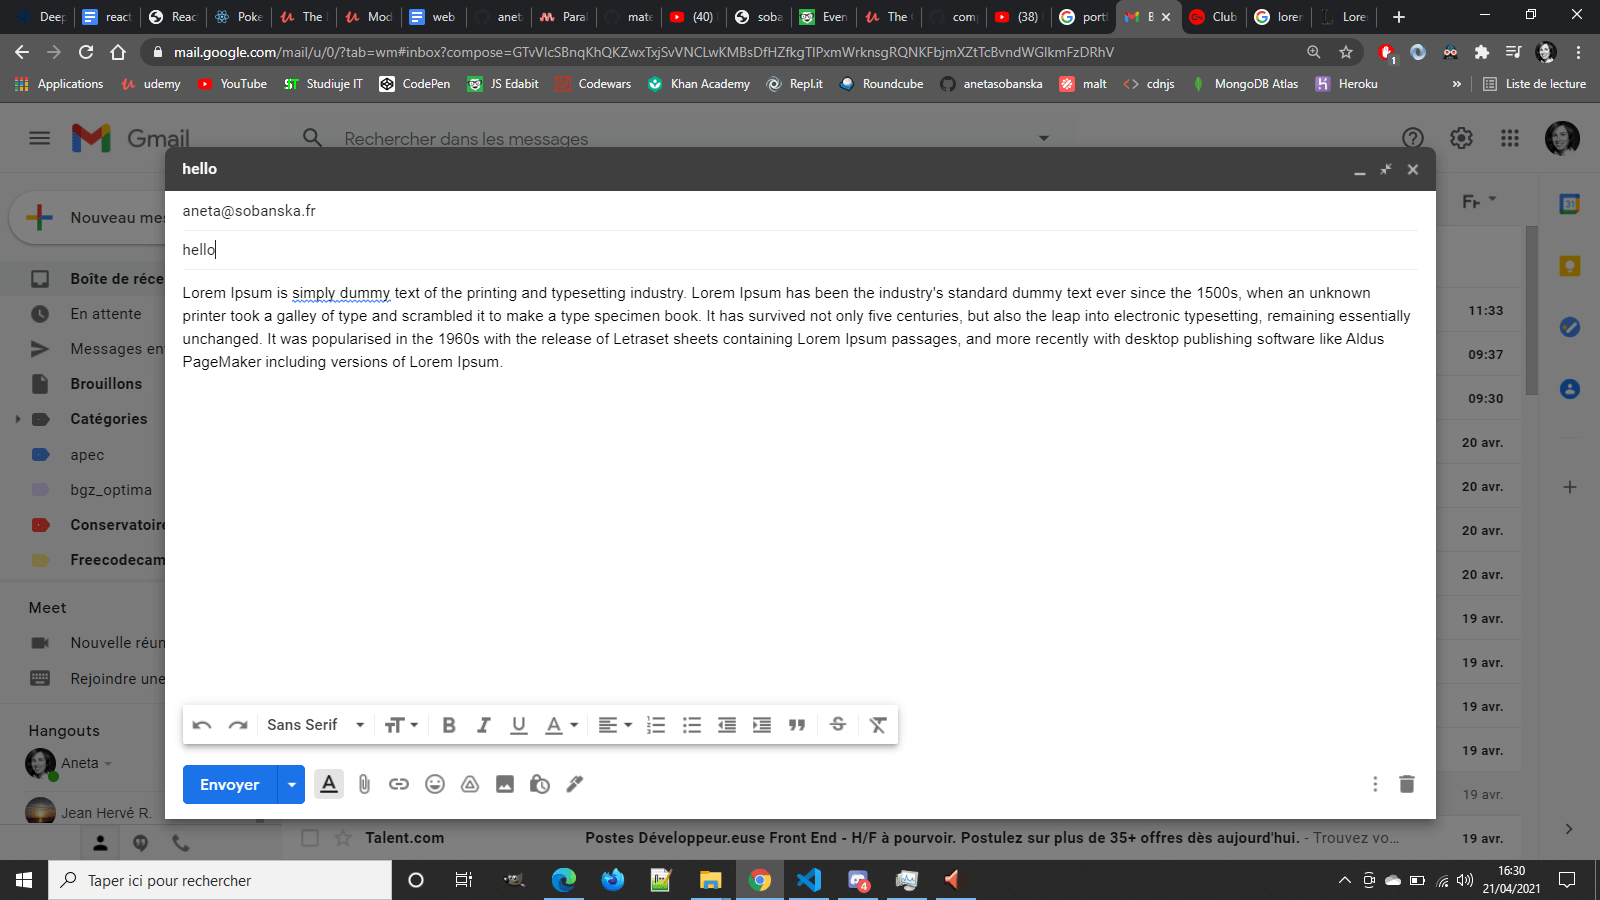 Deep
react
Reac
React
Poke
The
Mod
web
aneta
Paral
mate
(40)
soba
Even
The
com
(38)
port
B
Club
lorem
Lore
mail.google.com/mail/u/0/?tab=wm#inbox?compose=GTvVlcSBnqKhQKZwxTxjSvVNCLwKMBsDfHZfkgTlPxmWrknsgRQNKFbjmXZtTcBvndWGlkmFzDRhV
1
Applications
udemy
YouTube
ST Studiuje IT
CodePen
JS Edabit
Codewars
Khan Academy
Repl.it
Roundcube
anetasobanska
malt
cdnjs
MongoDB Atlas
Heroku
»
Liste de lecture
Gmail
Rechercher dans les messages
hello
Nouveau mes
aneta@sobanska.fr
hello
Boîte de réce
En attente
Messages en
Brouillons
Catégories
apec
bgz_optima
Conservatoire
Freecodecam
Lorem Ipsum is simply dummy text of the printing and typesetting industry. Lorem Ipsum has been the industry's standard dummy text ever since the 1500s, when an unknown
printer took a galley of type and scrambled it to make a type specimen book. It has survived not only five centuries, but also the leap into electronic typesetting, remaining essentially
unchanged. It was popularised in the 1960s with the release of Letraset sheets containing Lorem Ipsum passages, and more recently with desktop publishing software like Aldus
PageMaker including versions of Lorem Ipsum.
31
11:33
09:37
09:30
20 avr.
20 avr.
20 avr.
20 avr.
19 avr.
19 avr.
19 avr.
19 avr.
19 avr.
Meet
Nouvelle réun
Rejoindre une
Hangouts
Aneta
Jean Hervé R.
Sans Serif
B I U A
Envoyer
A
Talent.com
Postes Développeur.euse Front End - H/F à pourvoir. Postulez sur plus de 35+ offres dès aujourd'hui. - Trouvez vo...
19 avr.
Taper ici pour rechercher
4
16:30
21/04/2021